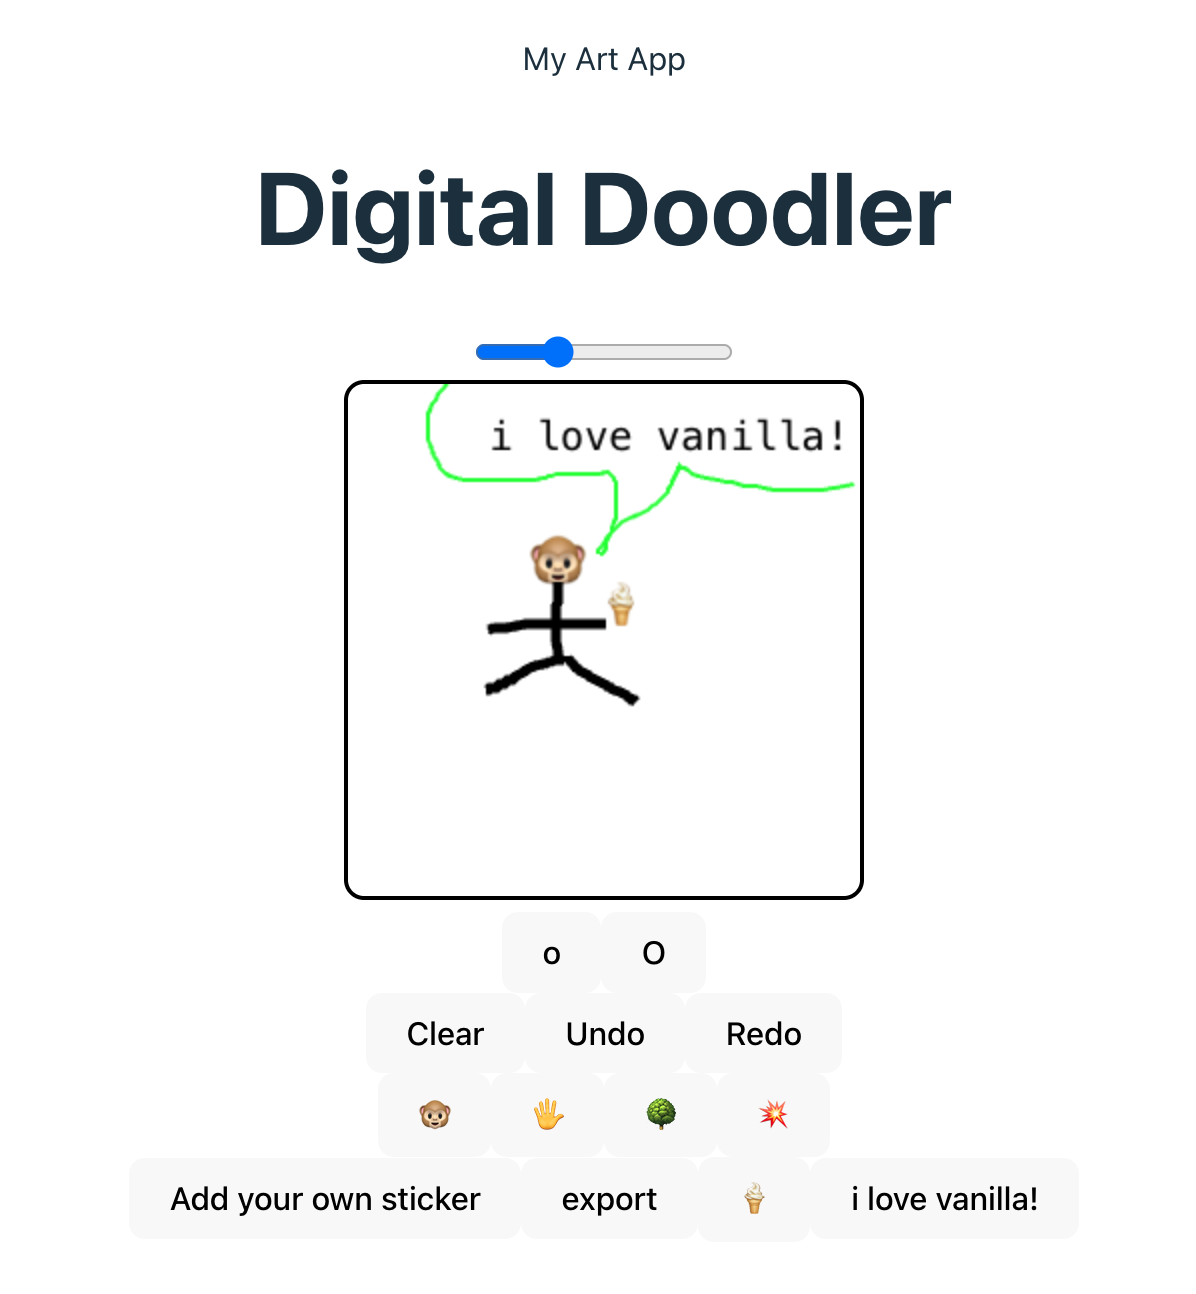 My Art App
Digital Doodler
i love vanilla!
o O
Clear Undo Redo
Add your own sticker export i love vanilla!